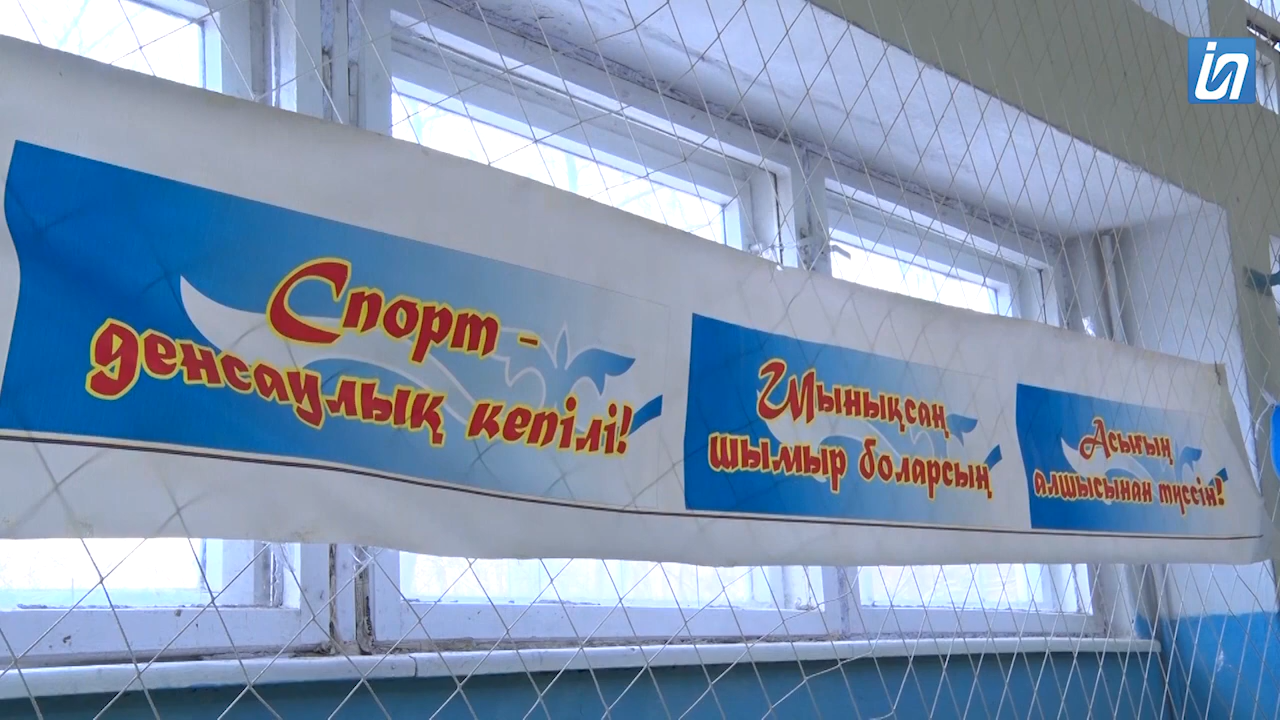 Спорт -
денсаулық кепілі!
Шынықсаң
шымыр боларсың
Асығың
алшысынан түссін!